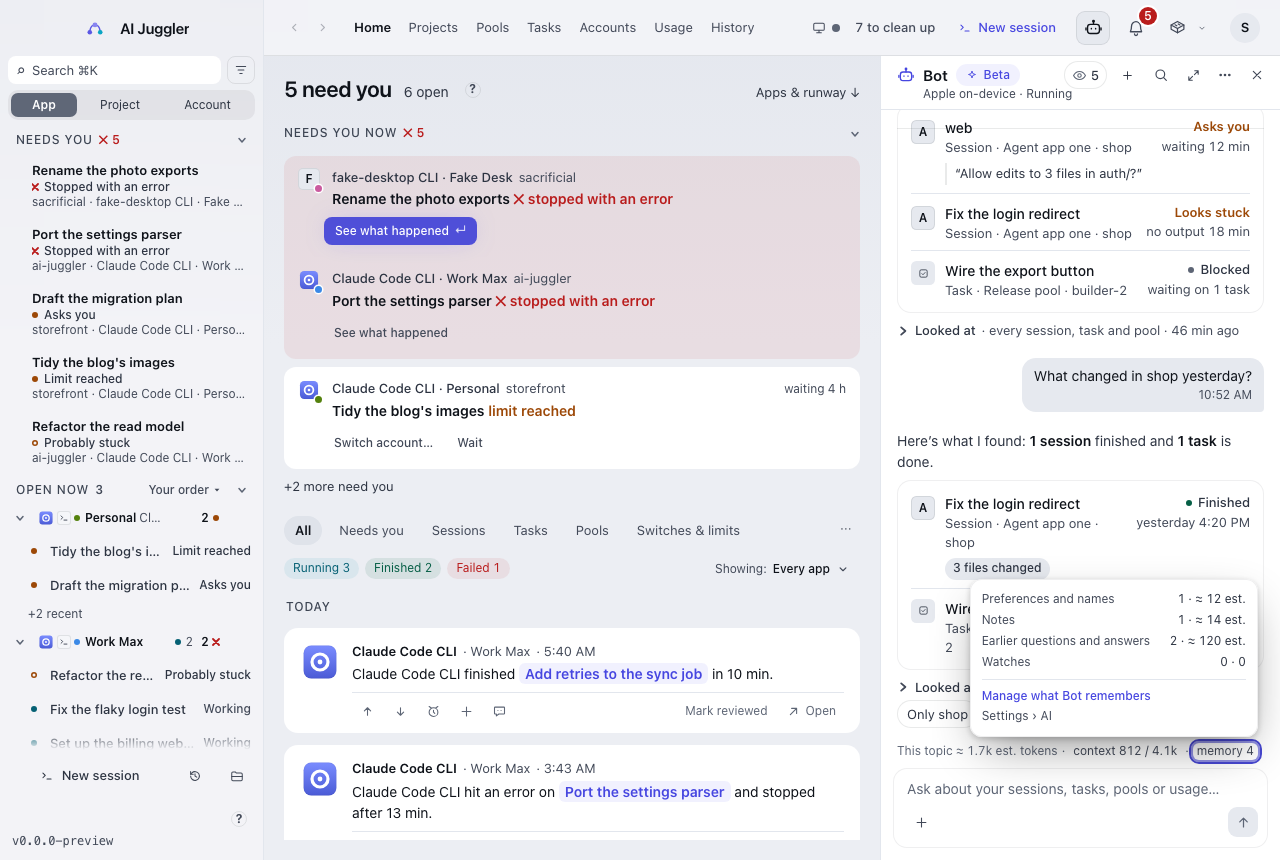 AI Juggler
Search ⌘K
App Project Account
NEEDS YOU 5
Rename the photo exports
Stopped with an error
sacrificial · fake-desktop CLI · Fake ...
Port the settings parser
Stopped with an error
ai-juggler · Claude Code CLI · Work ...
Draft the migration plan
Asks you
storefront · Claude Code CLI · Perso...
Tidy the blog's images
Limit reached
storefront · Claude Code CLI · Perso...
Refactor the read model
Probably stuck
ai-juggler · Claude Code CLI · Work ...
OPEN NOW 3 Your order
Personal Cl... 2
Tidy the blog's i... Limit reached
Draft the migration p... Asks you
+2 recent
Work Max 2 2
Refactor the re... Probably stuck
Fix the flaky login test Working
Set up the billing web... Working
New session
?
v0.0.0-preview
Home Projects Pools Tasks Accounts Usage History
7 to clean up New session 5 S
5 need you 6 open ? Apps & runway ↓
NEEDS YOU NOW 5
F fake-desktop CLI · Fake Desk sacrificial
Rename the photo exports stopped with an error
See what happened
Claude Code CLI · Work Max ai-juggler
Port the settings parser stopped with an error
See what happened
Claude Code CLI · Personal storefront waiting 4 h
Tidy the blog's images limit reached
Switch account... Wait
+2 more need you
All Needs you Sessions Tasks Pools Switches & limits ...
Running 3 Finished 2 Failed 1 Showing: Every app
TODAY
Claude Code CLI · Work Max · 5:40 AM
Claude Code CLI finished Add retries to the sync job in 10 min.
Mark reviewed Open
Claude Code CLI · Work Max · 3:43 AM
Claude Code CLI hit an error on Port the settings parser and stopped
after 13 min.
Bot Beta 5
Apple on-device · Running
A web Asks you
Session · Agent app one · shop waiting 12 min
“Allow edits to 3 files in auth/?”
A Fix the login redirect Looks stuck
Session · Agent app one · shop no output 18 min
Wire the export button Blocked
Task · Release pool · builder-2 waiting on 1 task
Looked at · every session, task and pool · 46 min ago
What changed in shop yesterday?
10:52 AM
Here’s what I found: 1 session finished and 1 task is
done.
A Fix the login redirect Finished
Session · Agent app one · yesterday 4:20 PM
shop
3 files changed
2
Only shop
Preferences and names 1 · ≈ 12 est.
Notes 1 · ≈ 14 est.
Earlier questions and answers 2 · ≈ 120 est.
Watches 0 · 0
Manage what Bot remembers
Settings › AI
This topic ≈ 1.7k est. tokens · context 812 / 4.1k · memory 4
Ask about your sessions, tasks, pools or usage...